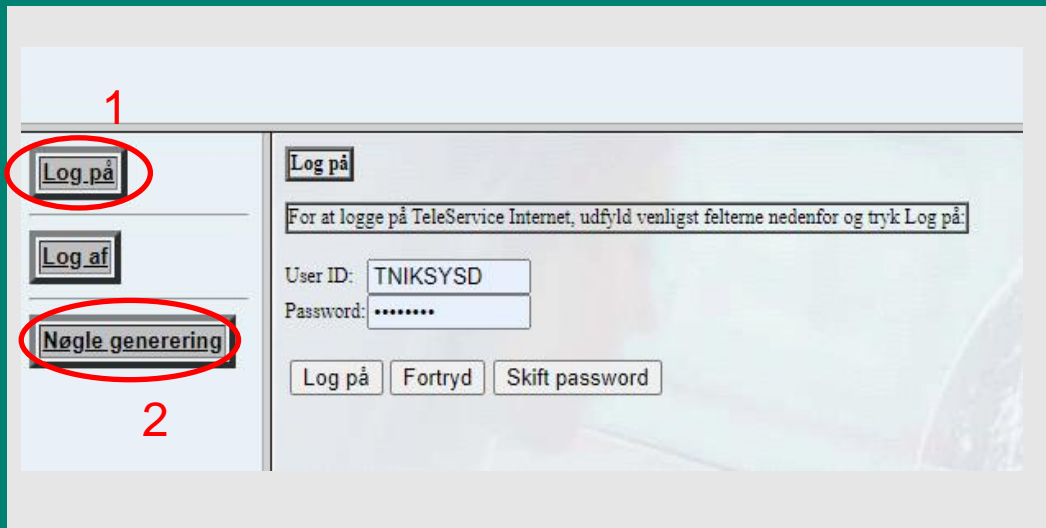 1
Log på
Log af
Nøgle generering
2
Log på
For at logge på TeleService Internet, udfyld venligst felterne nedenfor og tryk Log på:
User ID: TNIKSYSD
Password: ••••••••
Log på Fortryd Skift password